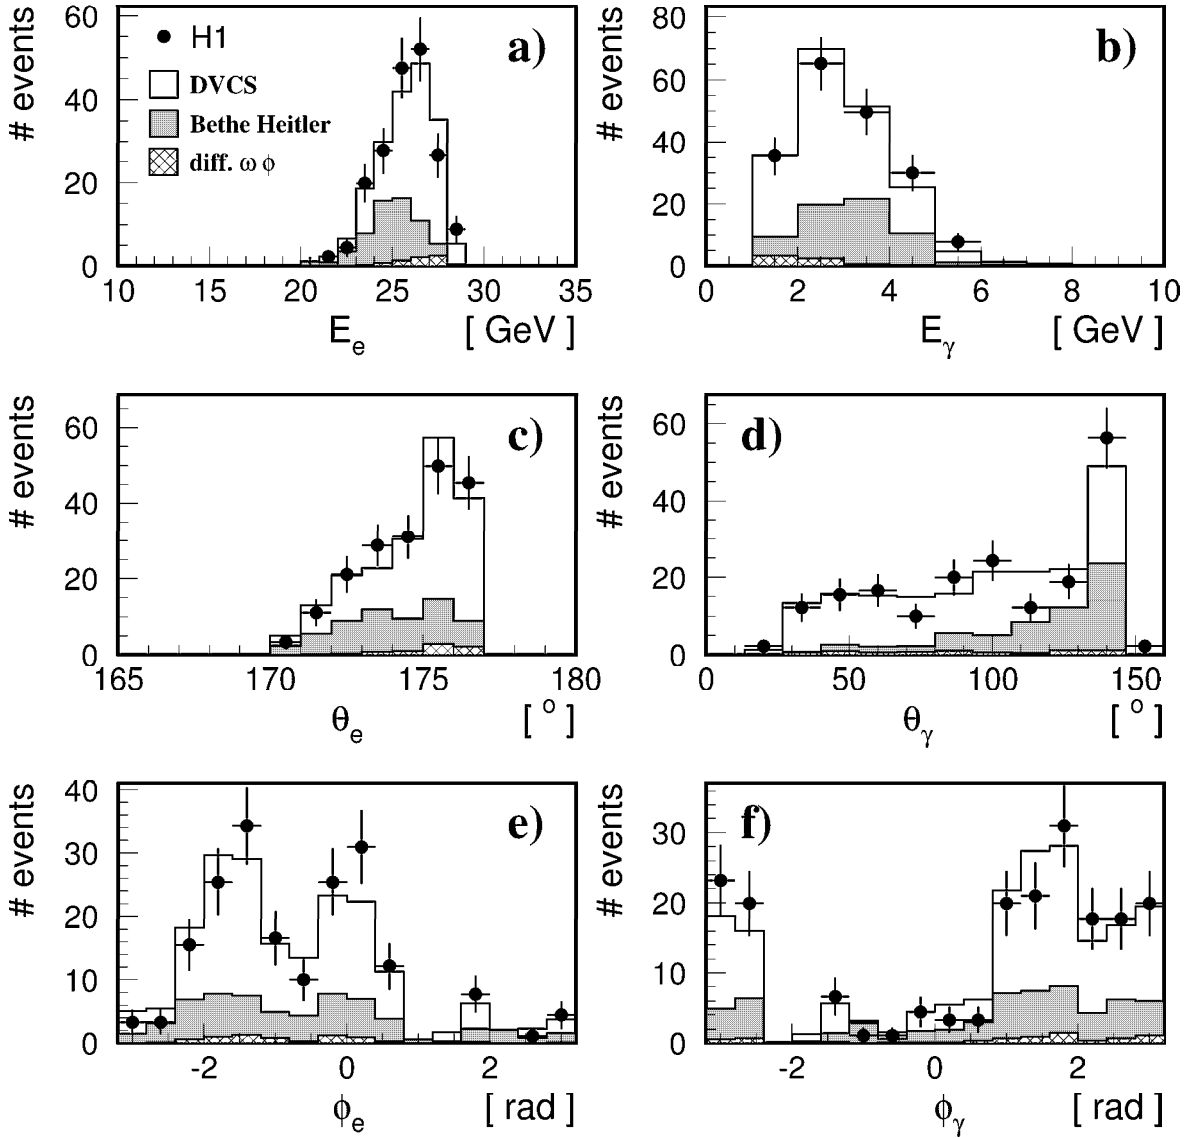 # events
60
40
20
0
a)
H1
DVCS
Bethe Heitler
diff. ω ϕ
10 15 20 25 30 35
E_e [ GeV ]
# events
80
60
40
20
0
b)
0 2 4 6 8 10
E_γ [ GeV ]
# events
60
40
20
0
c)
165 170 175 180
θ_e [ ° ]
# events
60
40
20
0
d)
0 50 100 150
θ_γ [ ° ]
# events
40
30
20
10
0
e)
-2 0 2
ϕ_e [ rad ]
# events
30
20
10
0
f)
-2 0 2
ϕ_γ [ rad ]